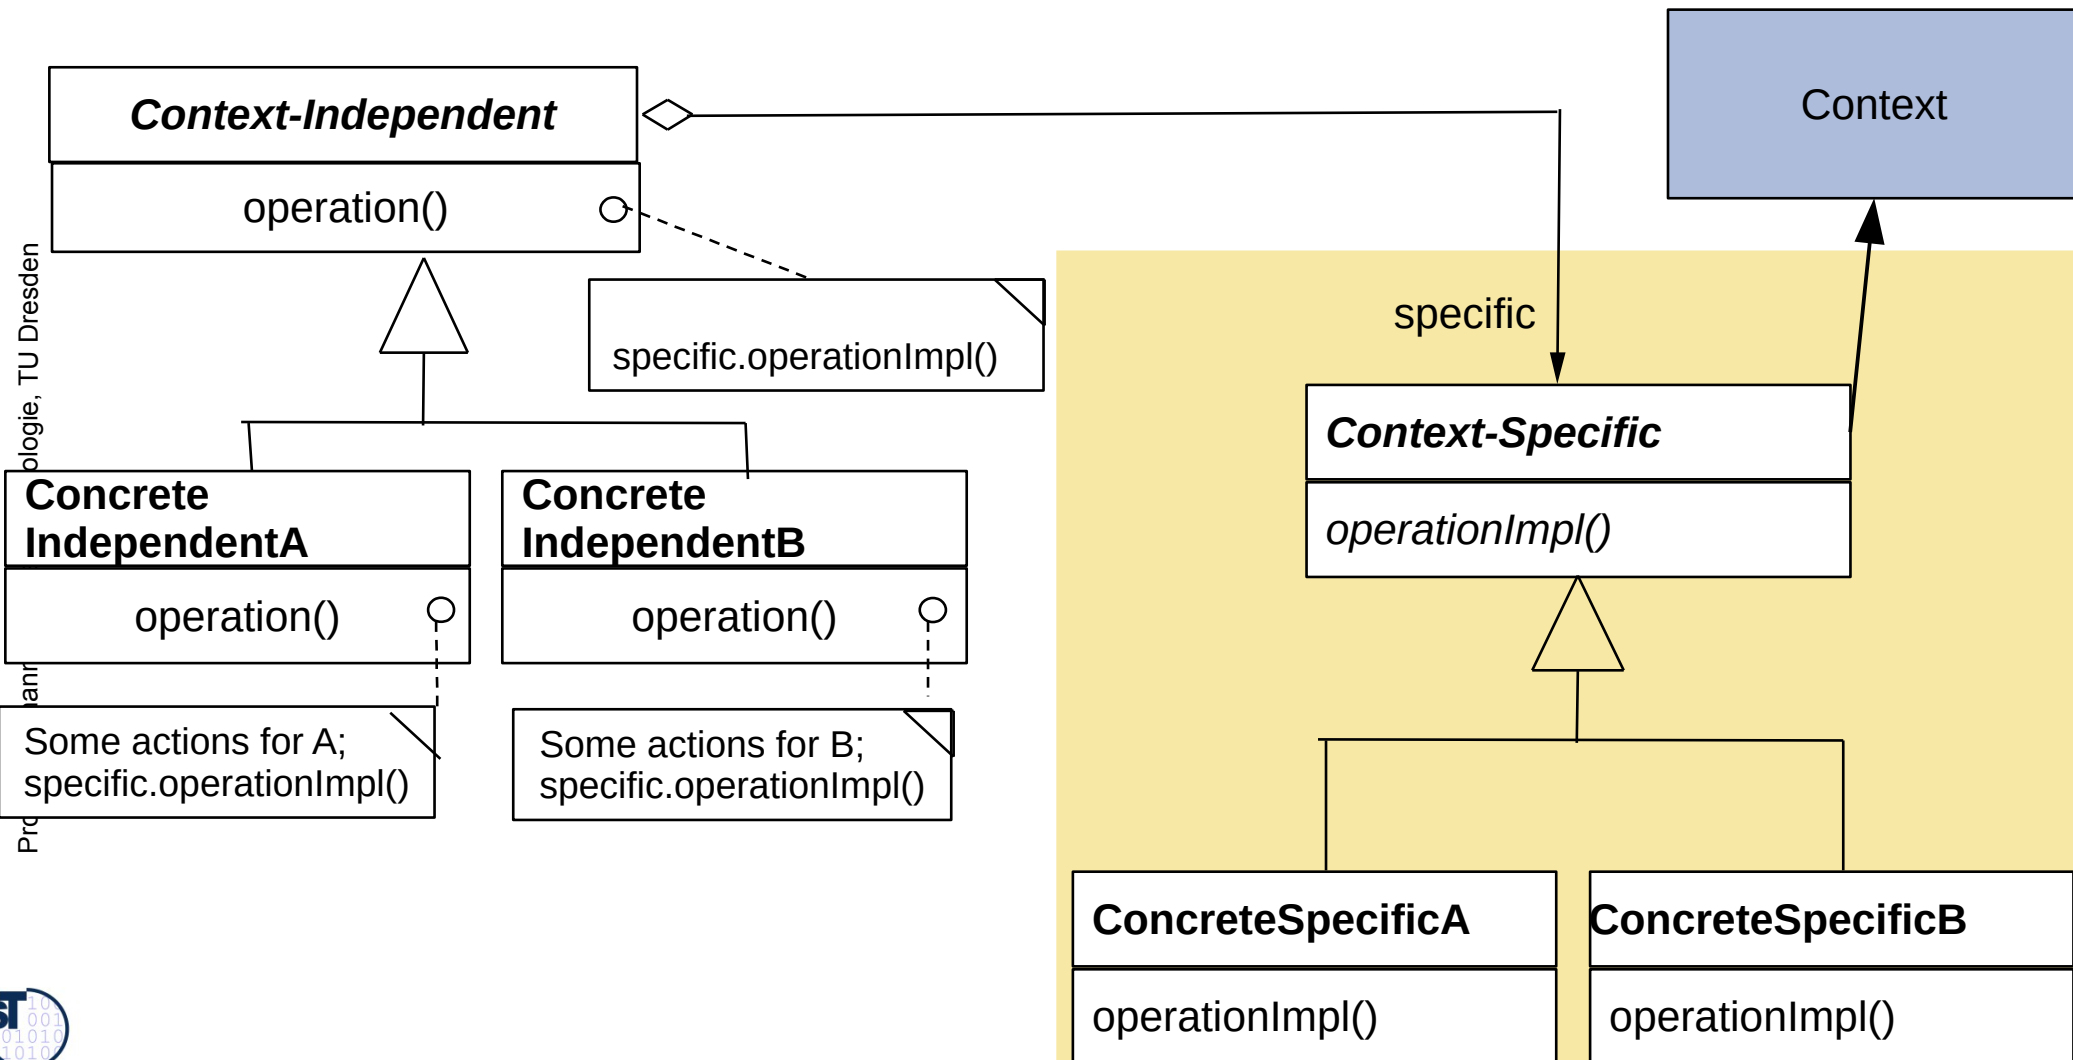 Context
Context-Independent
operation()
specific.operationImpl()
specific
Context-Specific
operationImpl()
Concrete
IndependentA
operation()
Concrete
IndependentB
operation()
Some actions for A;
specific.operationImpl()
Some actions for B;
specific.operationImpl()
ConcreteSpecificA
operationImpl()
ConcreteSpecificB
operationImpl()
TU Dresden